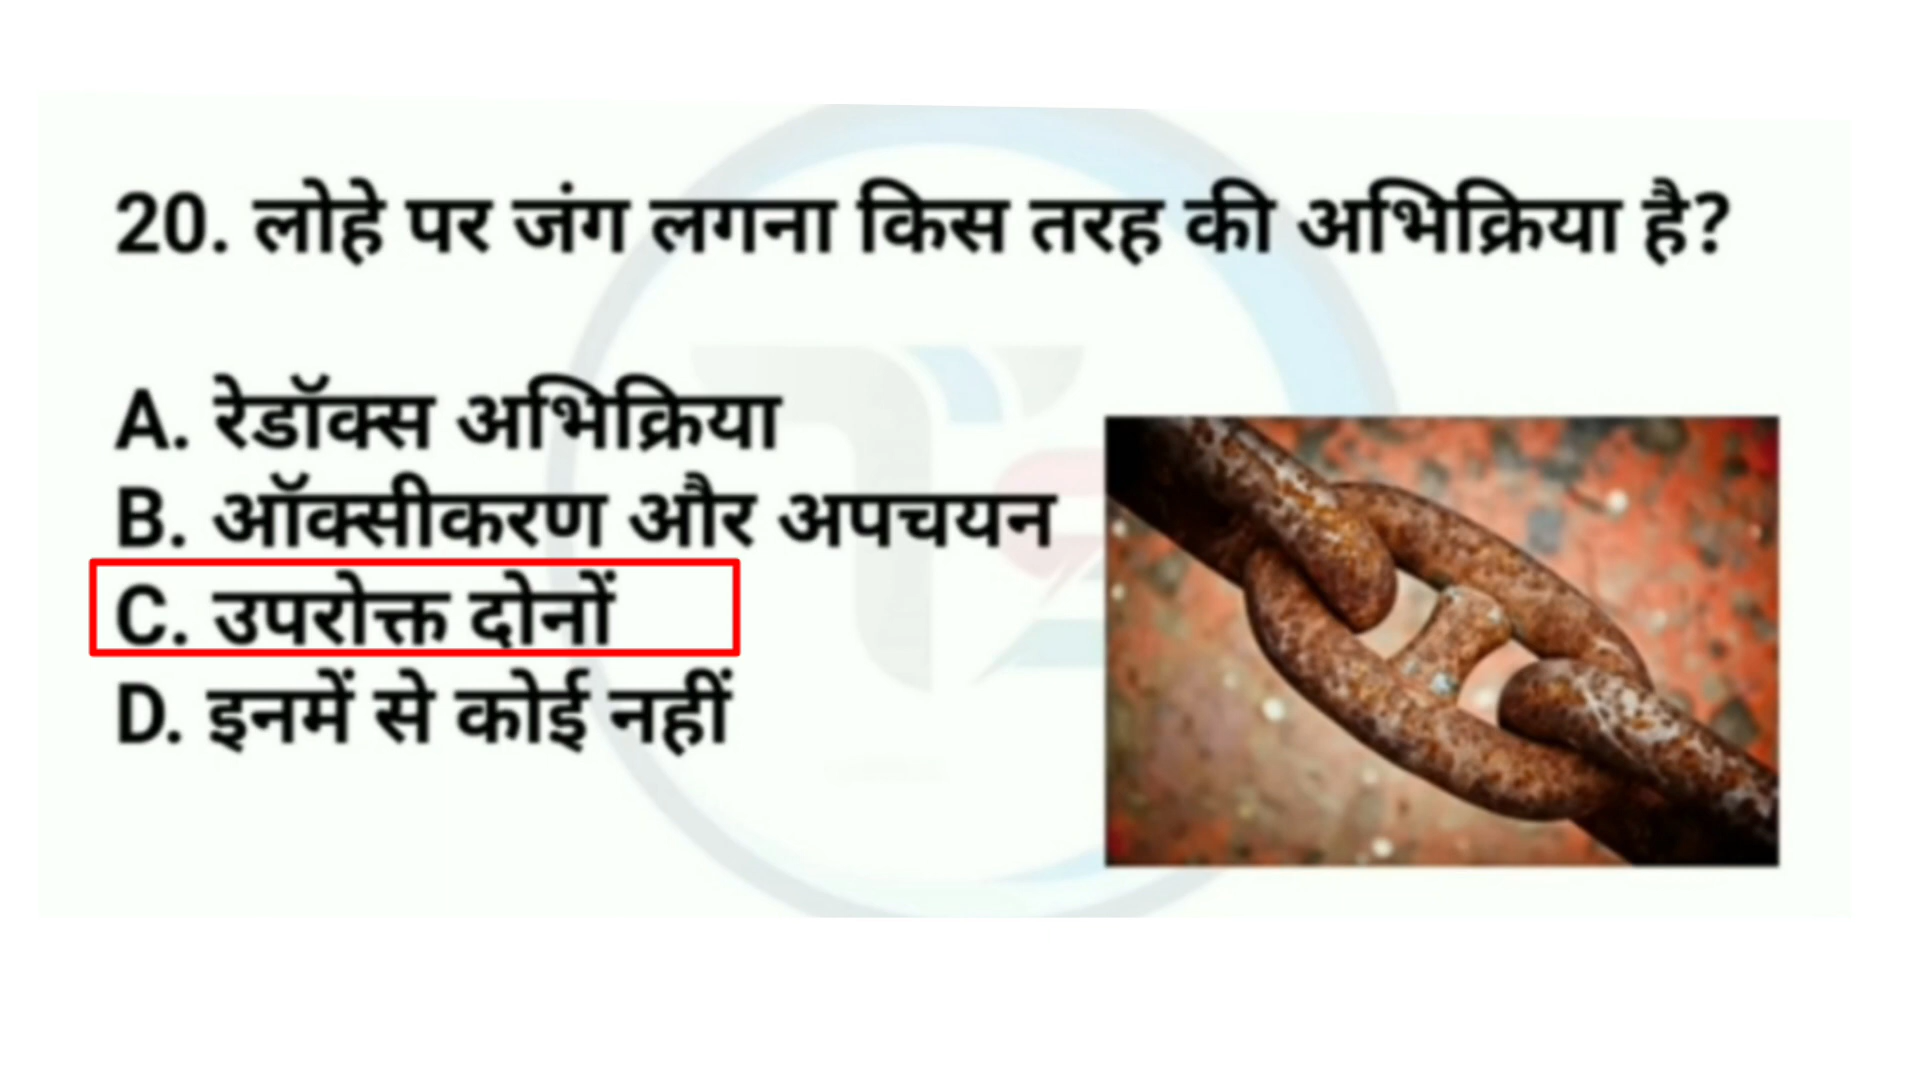 20. लोहे पर जंग लगना किस तरह की अभिक्रिया है?
A. रेडॉक्स अभिक्रिया
B. ऑक्सीकरण और अपचयन
C. उपरोक्त दोनों
D. इनमें से कोई नहीं